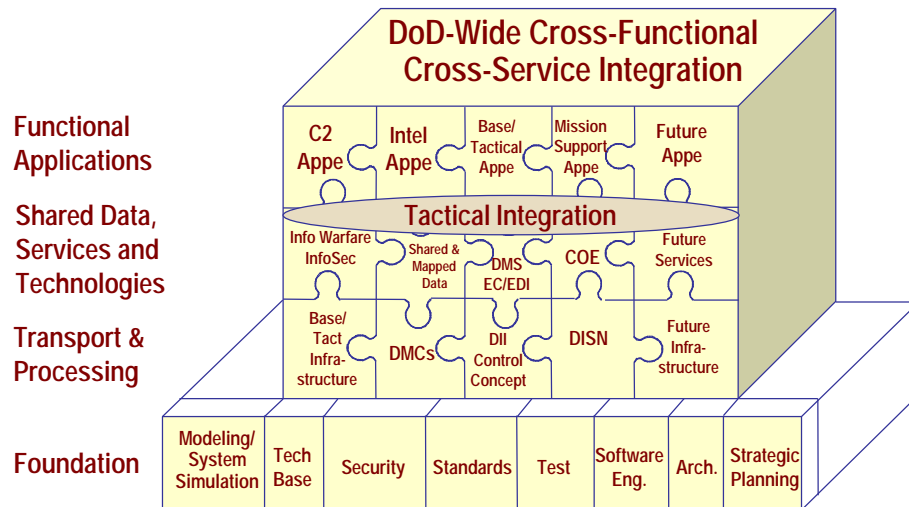 DoD-Wide Cross-Functional
Cross-Service Integration
Functional
Applications
C2
Appe
Intel
Appe
Base/
Tactical
Appe
Mission
Support
Appe
Future
Appe
Tactical Integration
Shared Data,
Services and
Technologies
Info Warfare
InfoSec
Shared &
Mapped
Data
DMS
EC/EDI
COE
Future
Services
Transport &
Processing
Base/
Tact
Infra-
structure
DMCs
DII
Control
Concept
DISN
Future
Infra-
structure
Foundation
Modeling/
System
Simulation
Tech
Base
Security
Standards
Test
Software
Eng.
Arch.
Strategic
Planning